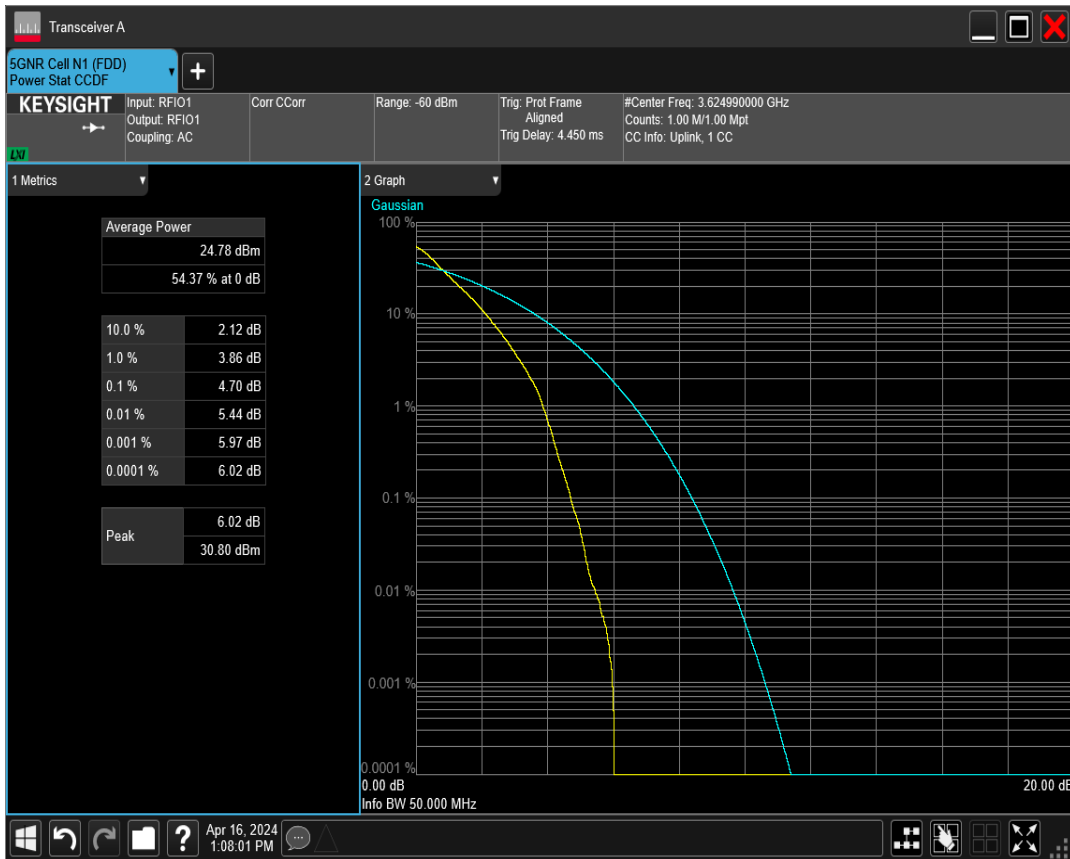 Transceiver A
5GNR Cell N1 (FDD)
Power Stat CCDF
KEYSIGHT
LXI
Input: RFIO1
Output: RFIO1
Coupling: AC
Corr CCorr
Range: -60 dBm
Trig: Prot Frame
Aligned
Trig Delay: 4.450 ms
#Center Freq: 3.624990000 GHz
Counts: 1.00 M/1.00 Mpt
CC Info: Uplink, 1 CC
1 Metrics
Average Power
24.78 dBm
54.37 % at 0 dB
10.0 % 2.12 dB
1.0 % 3.86 dB
0.1 % 4.70 dB
0.01 % 5.44 dB
0.001 % 5.97 dB
0.0001 % 6.02 dB
Peak
6.02 dB
30.80 dBm
2 Graph
Gaussian
100 %
10 %
1 %
0.1 %
0.01 %
0.001 %
0.0001 %
0.00 dB 20.00 dB
Info BW 50.000 MHz
?
Apr 16, 2024
1:08:01 PM